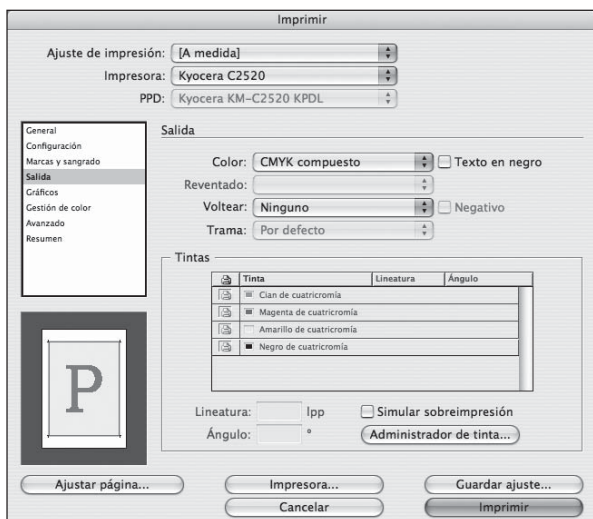 Imprimir
Ajuste de impresión: [A medida]
Impresora: Kyocera C2520
PPD: Kyocera KM-C2520 KPDL
General
Configuración
Marcas y sangrado
Salida
Gráficos
Gestión de color
Avanzado
Resumen
Salida
Color: CMYK compuesto Texto en negro
Reventado:
Voltear: Ninguno Negativo
Trama: Por defecto
Tintas
Tinta Lineatura Ángulo
Cian de cuatricromía
Magenta de cuatricromía
Amarillo de cuatricromía
Negro de cuatricromía
P
Lineatura: lpp Simular sobreimpresión
Ángulo: ° Administrador de tinta...
Ajustar página... Impresora... Guardar ajuste...
Cancelar Imprimir